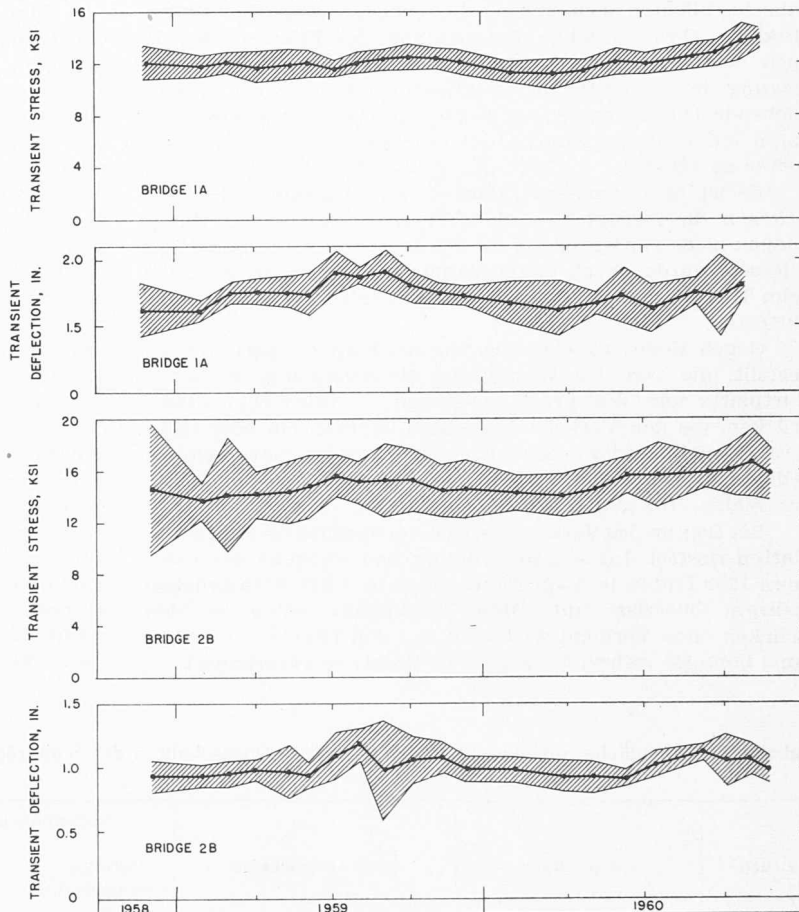 16
12
8
4
0
TRANSIENT STRESS, KSI
BRIDGE 1A
2.0
1.5
TRANSIENT
DEFLECTION, IN.
BRIDGE 1A
20
16
12
8
4
0
TRANSIENT STRESS, KSI
BRIDGE 2B
1.5
1.0
0.5
0
TRANSIENT DEFLECTION, IN.
BRIDGE 2B
1958
1959
1960